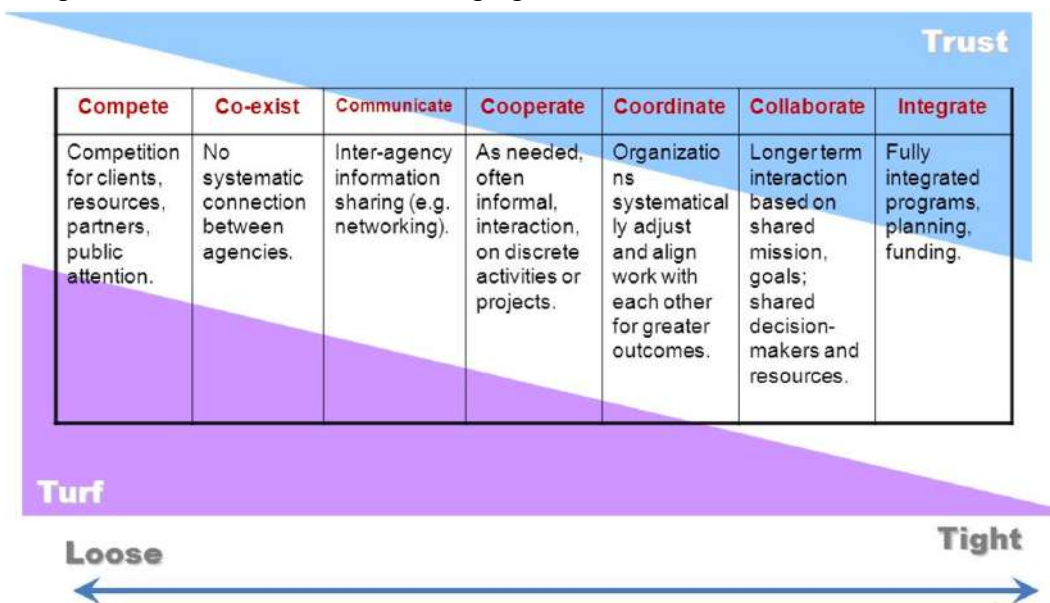 Trust
Compete
Co-exist
Communicate
Cooperate
Coordinate
Collaborate
Integrate
Competition
for clients,
resources,
partners,
public
attention.
No
systematic
connection
between
agencies.
Inter-agency
information
sharing (e.g.
networking).
As needed,
often
informal,
interaction,
on discrete
activities or
projects.
Organizatio
ns
systematical
ly adjust
and align
work with
each other
for greater
outcomes.
Longer term
interaction
based on
shared
mission,
goals;
shared
decision-
makers and
resources.
Fully
integrated
programs,
planning,
funding.
Turf
Loose
Tight